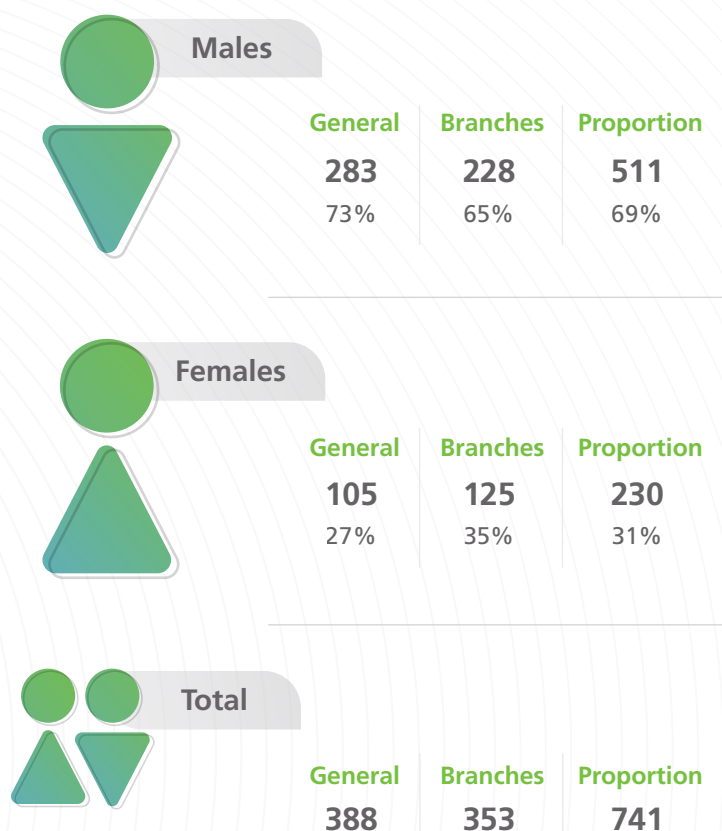 Males
General Branches Proportion
283 228 511
73% 65% 69%
Females
General Branches Proportion
105 125 230
27% 35% 31%
Total
General Branches Proportion
388 353 741